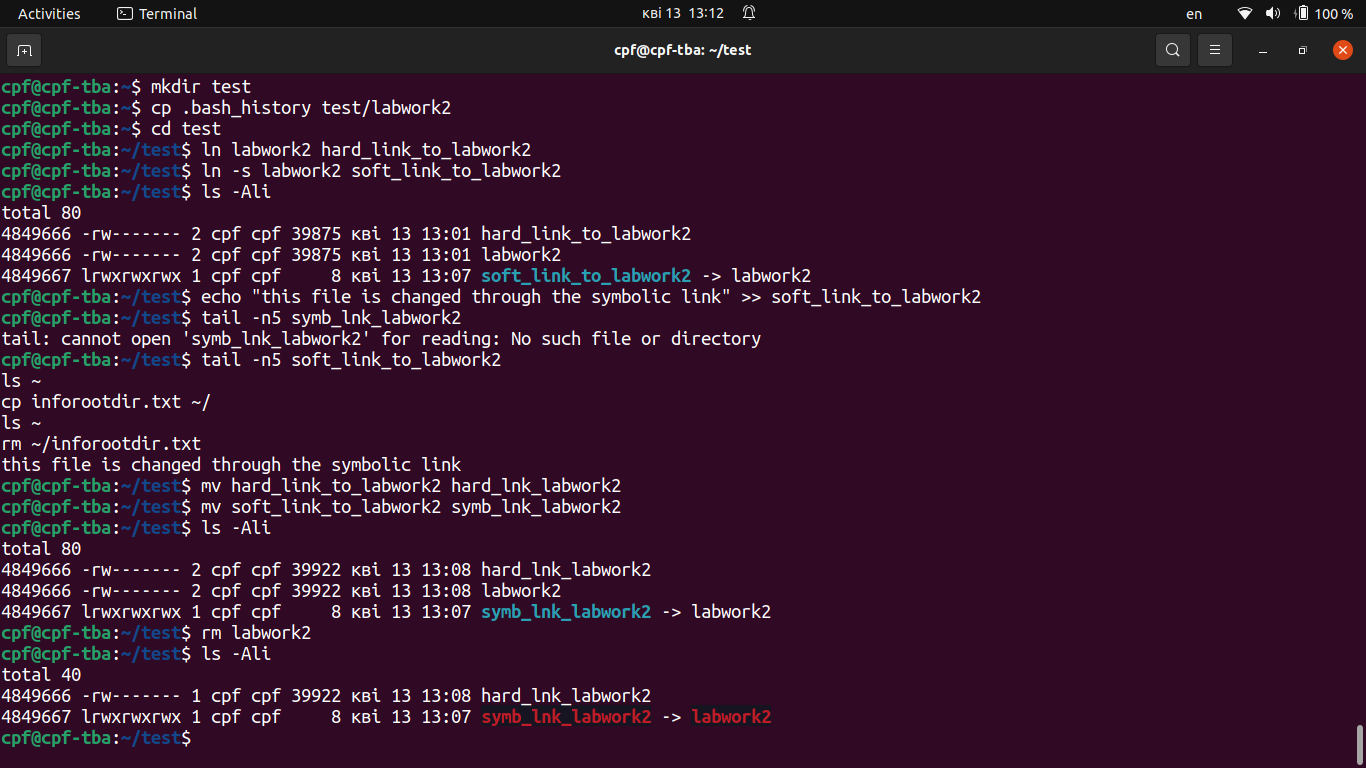 Activities Terminal кві 13 13:12 en 100 %
cpf@cpf-tba: ~/test
cpf@cpf-tba:~$ mkdir test
cpf@cpf-tba:~$ cp .bash_history test/labwork2
cpf@cpf-tba:~$ cd test
cpf@cpf-tba:~/test$ ln labwork2 hard_link_to_labwork2
cpf@cpf-tba:~/test$ ln -s labwork2 soft_link_to_labwork2
cpf@cpf-tba:~/test$ ls -Ali
total 80
4849666 -rw------- 2 cpf cpf 39875 кві 13 13:01 hard_link_to_labwork2
4849666 -rw------- 2 cpf cpf 39875 кві 13 13:01 labwork2
4849667 lrwxrwxrwx 1 cpf cpf     8 кві 13 13:07 soft_link_to_labwork2 -> labwork2
cpf@cpf-tba:~/test$ echo "this file is changed through the symbolic link" >> soft_link_to_labwork2
cpf@cpf-tba:~/test$ tail -n5 symb_lnk_labwork2
tail: cannot open 'symb_lnk_labwork2' for reading: No such file or directory
cpf@cpf-tba:~/test$ tail -n5 soft_link_to_labwork2
ls ~
cp inforootdir.txt ~/
ls ~
rm ~/inforootdir.txt
this file is changed through the symbolic link
cpf@cpf-tba:~/test$ mv hard_link_to_labwork2 hard_lnk_labwork2
cpf@cpf-tba:~/test$ mv soft_link_to_labwork2 symb_lnk_labwork2
cpf@cpf-tba:~/test$ ls -Ali
total 80
4849666 -rw------- 2 cpf cpf 39922 кві 13 13:08 hard_lnk_labwork2
4849666 -rw------- 2 cpf cpf 39922 кві 13 13:08 labwork2
4849667 lrwxrwxrwx 1 cpf cpf     8 кві 13 13:07 symb_lnk_labwork2 -> labwork2
cpf@cpf-tba:~/test$ rm labwork2
cpf@cpf-tba:~/test$ ls -Ali
total 40
4849666 -rw------- 1 cpf cpf 39922 кві 13 13:08 hard_lnk_labwork2
4849667 lrwxrwxrwx 1 cpf cpf     8 кві 13 13:07 symb_lnk_labwork2 -> labwork2
cpf@cpf-tba:~/test$